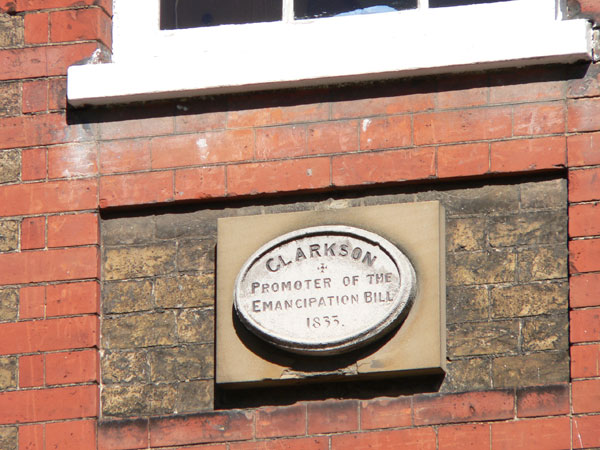 CLARKSON
PROMOTER OF THE
EMANCIPATION BILL
1833.